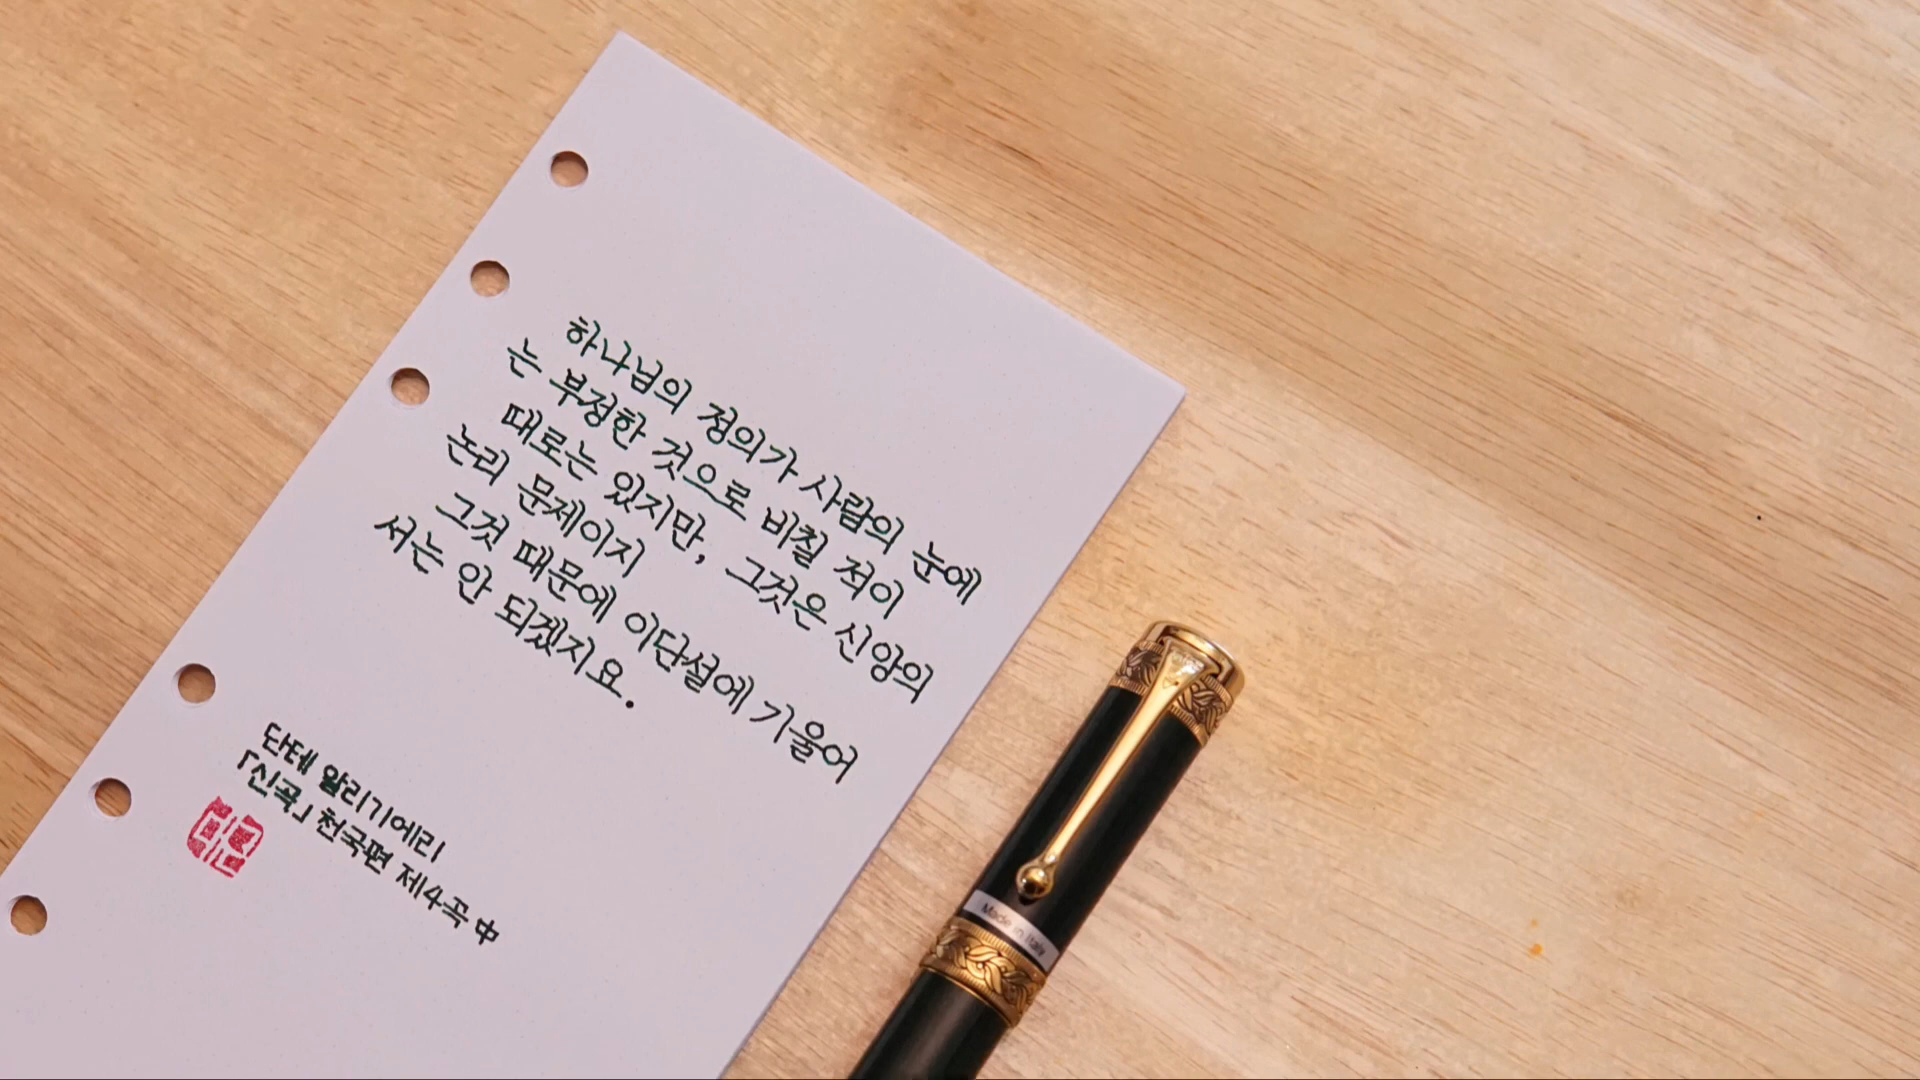 하나님의 정의가 사람의 눈에
는 부정한 것으로 비칠 적이
때로는 있지만, 그것은 신앙의
논리 문제이지
그것 때문에 이단설에 기울어
서는 안 되겠지요.
단테 알리기에리
「신곡」 천국편 제4곡 中
Made in Italy